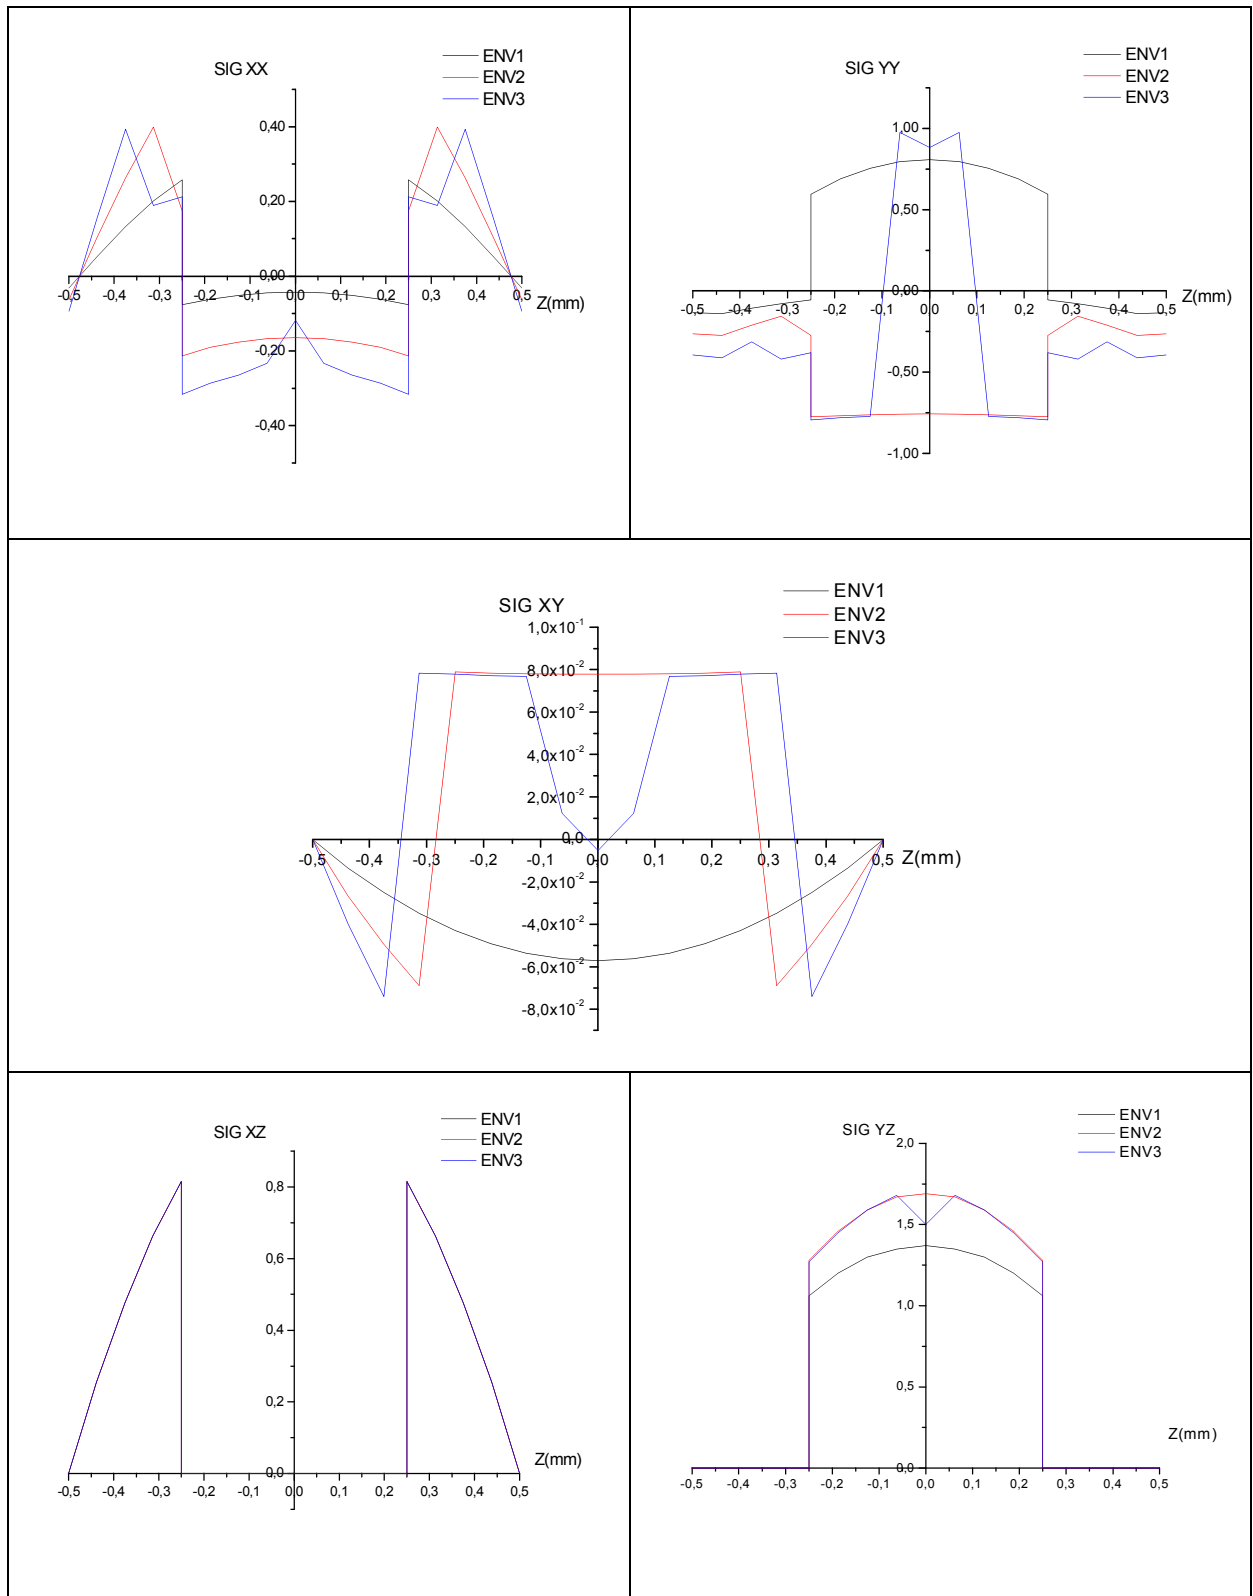 SIG XX
ENV1
ENV2
ENV3
0,40
0,20
0,00
-0,5 -0,4 -0,3 -0,2 -0,1 0,0 0,1 0,2 0,3 0,4 0,5
Z(mm)
-0,20
-0,40
SIG YY
ENV1
ENV2
ENV3
1,00
0,50
0,00
-0,5 -0,4 -0,3 -0,2 -0,1 0,0 0,1 0,2 0,3 0,4 0,5
Z(mm)
-0,50
-1,00
SIG XY
ENV1
ENV2
ENV3
1,0x10-1
8,0x10-2
6,0x10-2
4,0x10-2
2,0x10-2
0,0
-0,5 -0,4 -0,3 -0,2 -0,1 0,0 0,1 0,2 0,3 0,4 0,5
Z(mm)
-2,0x10-2
-4,0x10-2
-6,0x10-2
-8,0x10-2
SIG XZ
ENV1
ENV2
ENV3
0,8
0,6
0,4
0,2
0,0
Z(mm)
-0,5 -0,4 -0,3 -0,2 -0,1 0,0 0,1 0,2 0,3 0,4 0,5
SIG YZ
ENV1
ENV2
ENV3
2,0
1,5
1,0
0,5
0,0
Z(mm)
-0,5 -0,4 -0,3 -0,2 -0,1 0,0 0,1 0,2 0,3 0,4 0,5